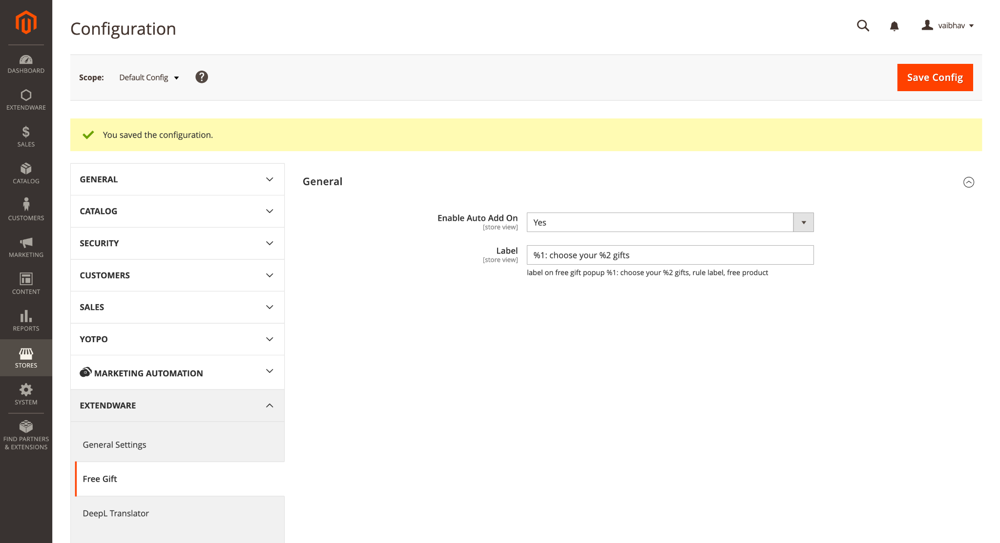 Configuration
vaibhav
DASHBOARD
EXTENDWARE
SALES
CATALOG
CUSTOMERS
MARKETING
CONTENT
REPORTS
STORES
SYSTEM
FIND PARTNERS
& EXTENSIONS
Scope: Default Config ?
Save Config
You saved the configuration.
GENERAL
CATALOG
SECURITY
CUSTOMERS
SALES
YOTPO
MARKETING AUTOMATION
EXTENDWARE
General Settings
Free Gift
DeepL Translator
General
Enable Auto Add On Yes
[store view]
Label %1: choose your %2 gifts
[store view]
label on free gift popup %1: choose your %2 gifts, rule label, free product